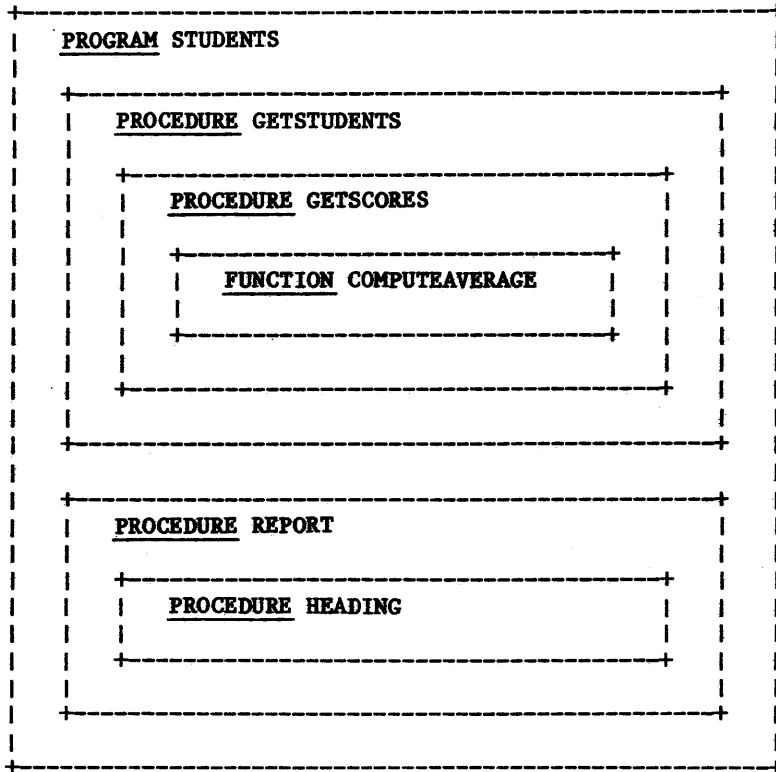 PROGRAM STUDENTS
PROCEDURE GETSTUDENTS
PROCEDURE GETSCORES
FUNCTION COMPUTEAVERAGE
PROCEDURE REPORT
PROCEDURE HEADING